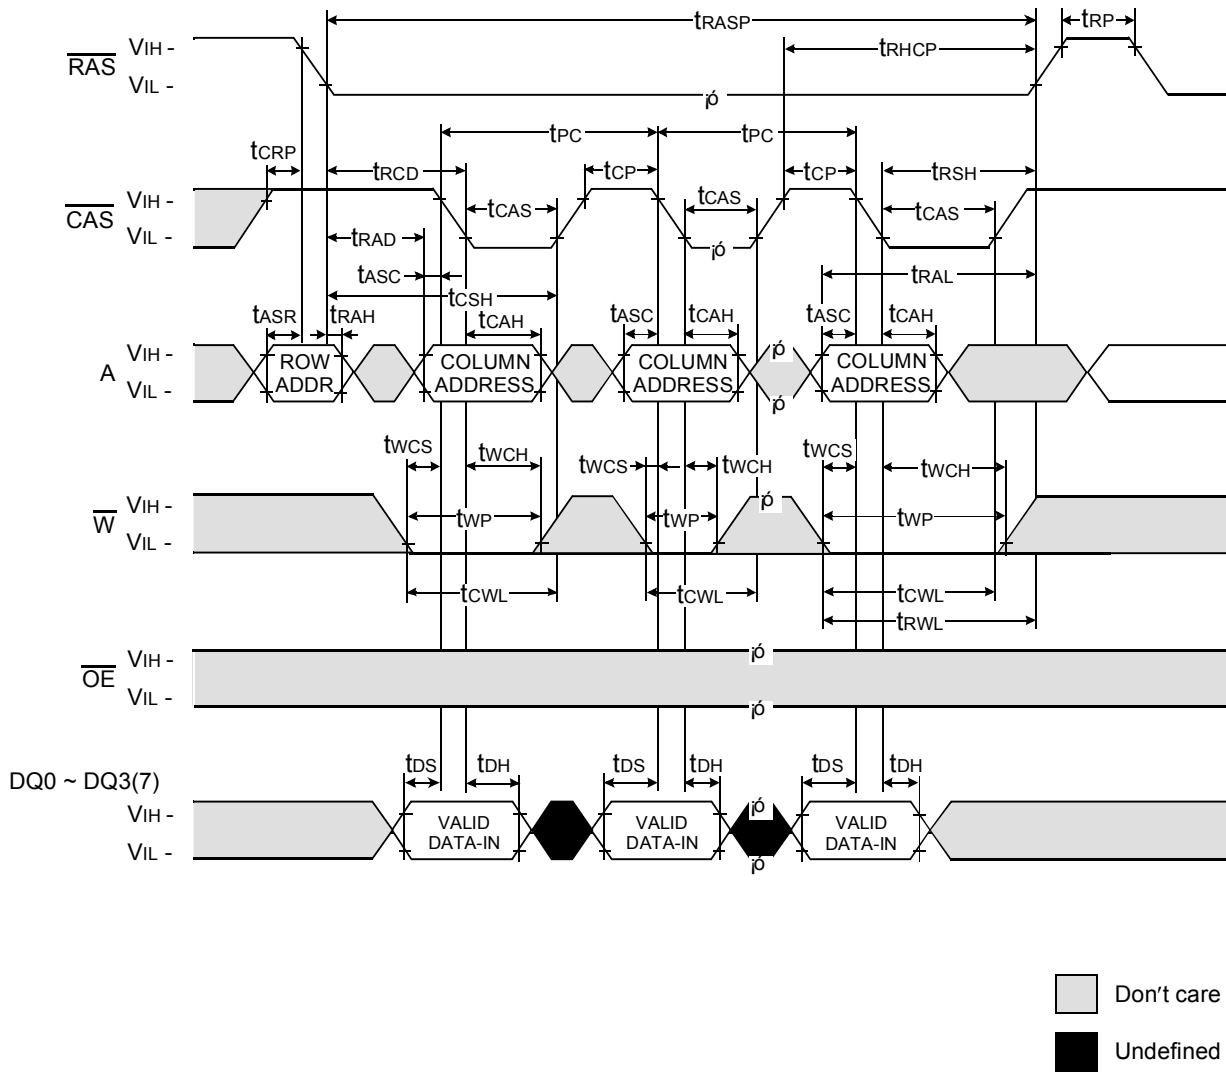 tRASP
tRP
RAS
VIH -
tRHCP
VIL -
¡ó
tPC
tPC
tCRP
tRCD
tCP
tCP
tRSH
CAS
VIH -
tCAS
tCAS
tCAS
VIL -
¡ó
tRAD
tASC
tRAL
tCSH
tASR
tRAH
tCAH
tASC
tCAH
tASC
tCAH
A
VIH -
ROW
ADDR.
COLUMN
ADDRESS
COLUMN
ADDRESS
¡ó
COLUMN
ADDRESS
VIL -
¡ó
tWCS
tWCH
tWCS
tWCH
tWCS
tWCH
W
VIH -
¡ó
tWP
tWP
tWP
VIL -
tCWL
tCWL
tCWL
tRWL
OE
VIH -
¡ó
VIL -
¡ó
tDS
tDH
tDS
tDH
tDS
tDH
DQ0 ~ DQ3(7)
VIH -
¡ó
VALID
DATA-IN
VALID
DATA-IN
VALID
DATA-IN
VIL -
¡ó
Don't care
Undefined